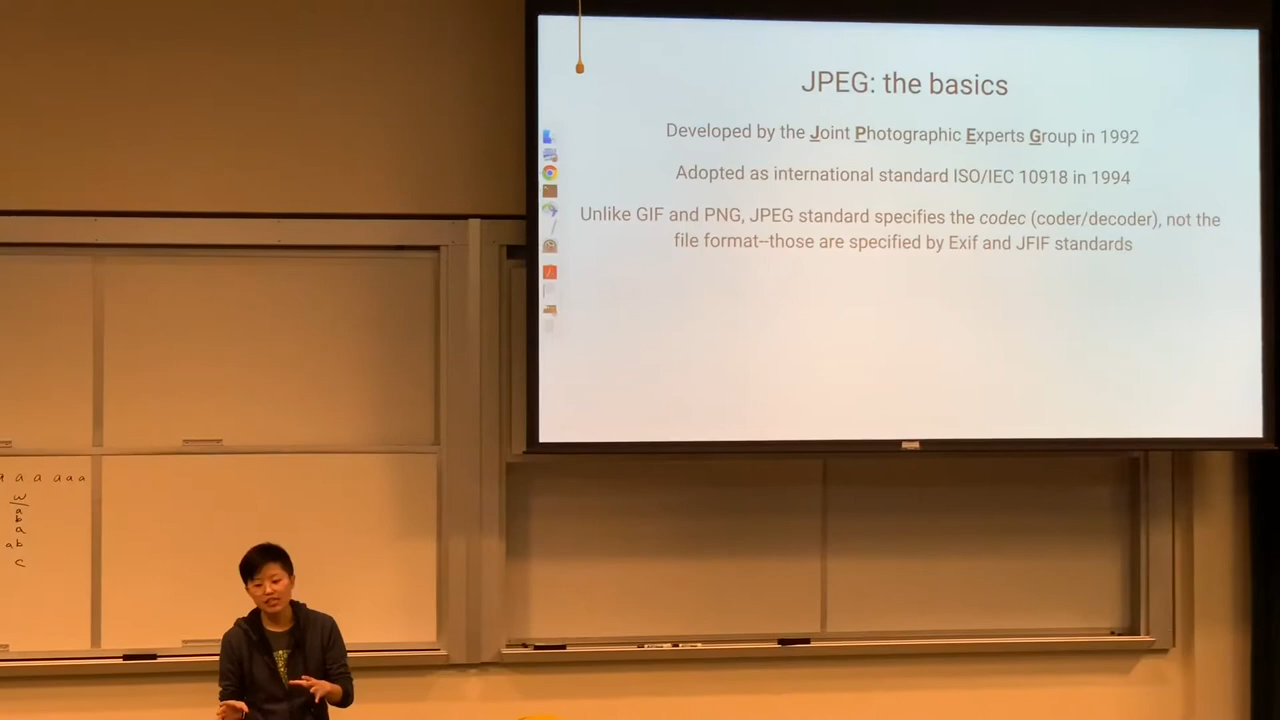 JPEG: the basics
Developed by the Joint Photographic Experts Group in 1992
Adopted as international standard ISO/IEC 10918 in 1994
Unlike GIF and PNG, JPEG standard specifies the codec (coder/decoder), not the
file format--those are specified by Exif and JFIF standards
a a a a a
w
a
b
a
a b
c